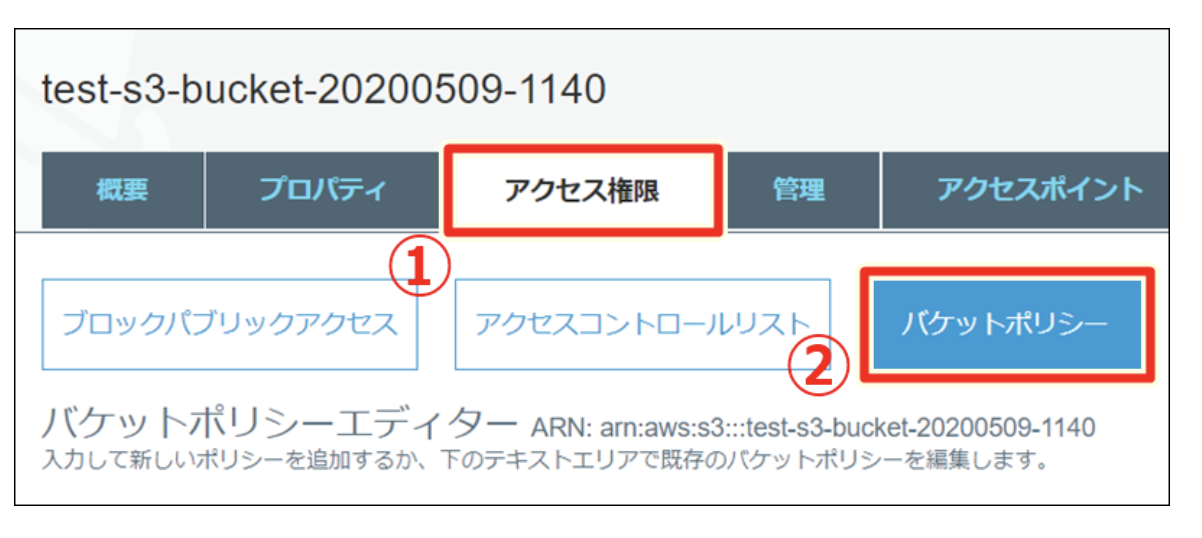 test-s3-bucket-20200509-1140
概要 プロパティ アクセス権限 管理 アクセスポイント
①
ブロックパブリックアクセス アクセスコントロールリスト バケットポリシー
②
バケットポリシーエディター ARN: arn:aws:s3:::test-s3-bucket-20200509-1140
入力して新しいポリシーを追加するか、下のテキストエリアで既存のバケットポリシーを編集します。